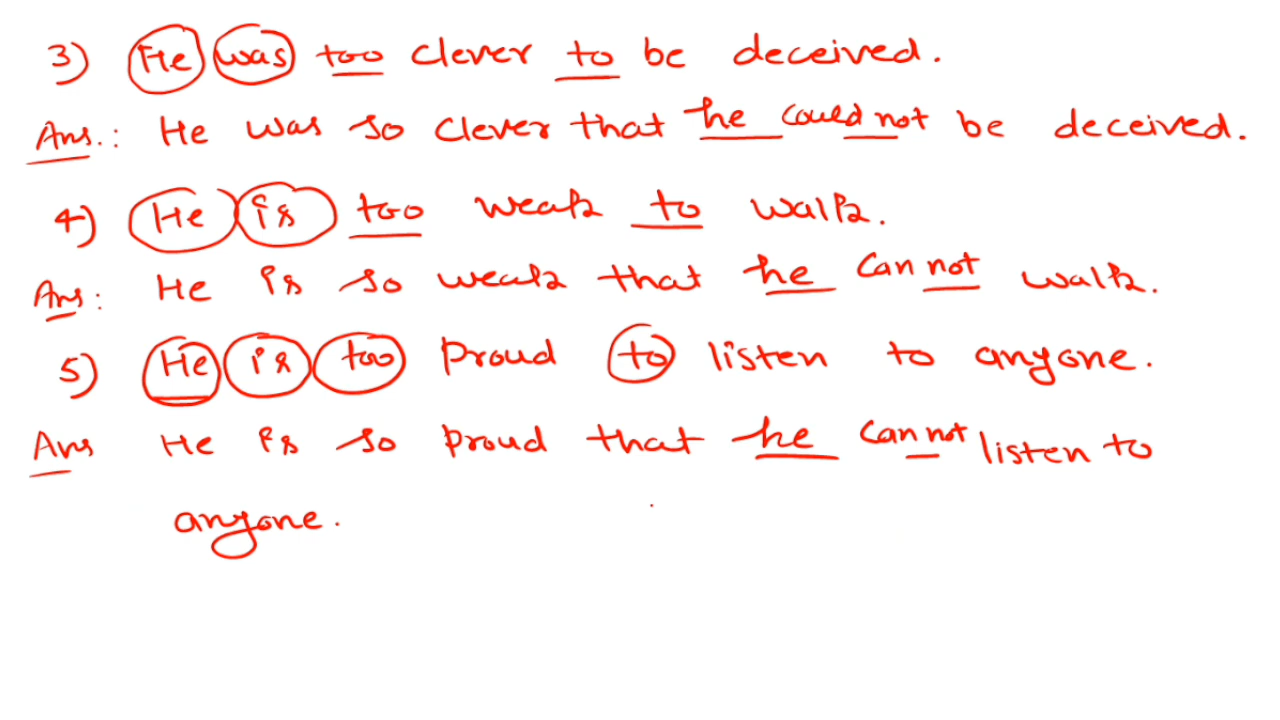 3) He was too clever to be deceived.
Ans.: He was so clever that he could not be deceived.
4) He is too weak to walk.
Ans: He is so weak that he can not walk.
5) He is too proud to listen to anyone.
Ans He is so proud that he can not listen to
anyone.